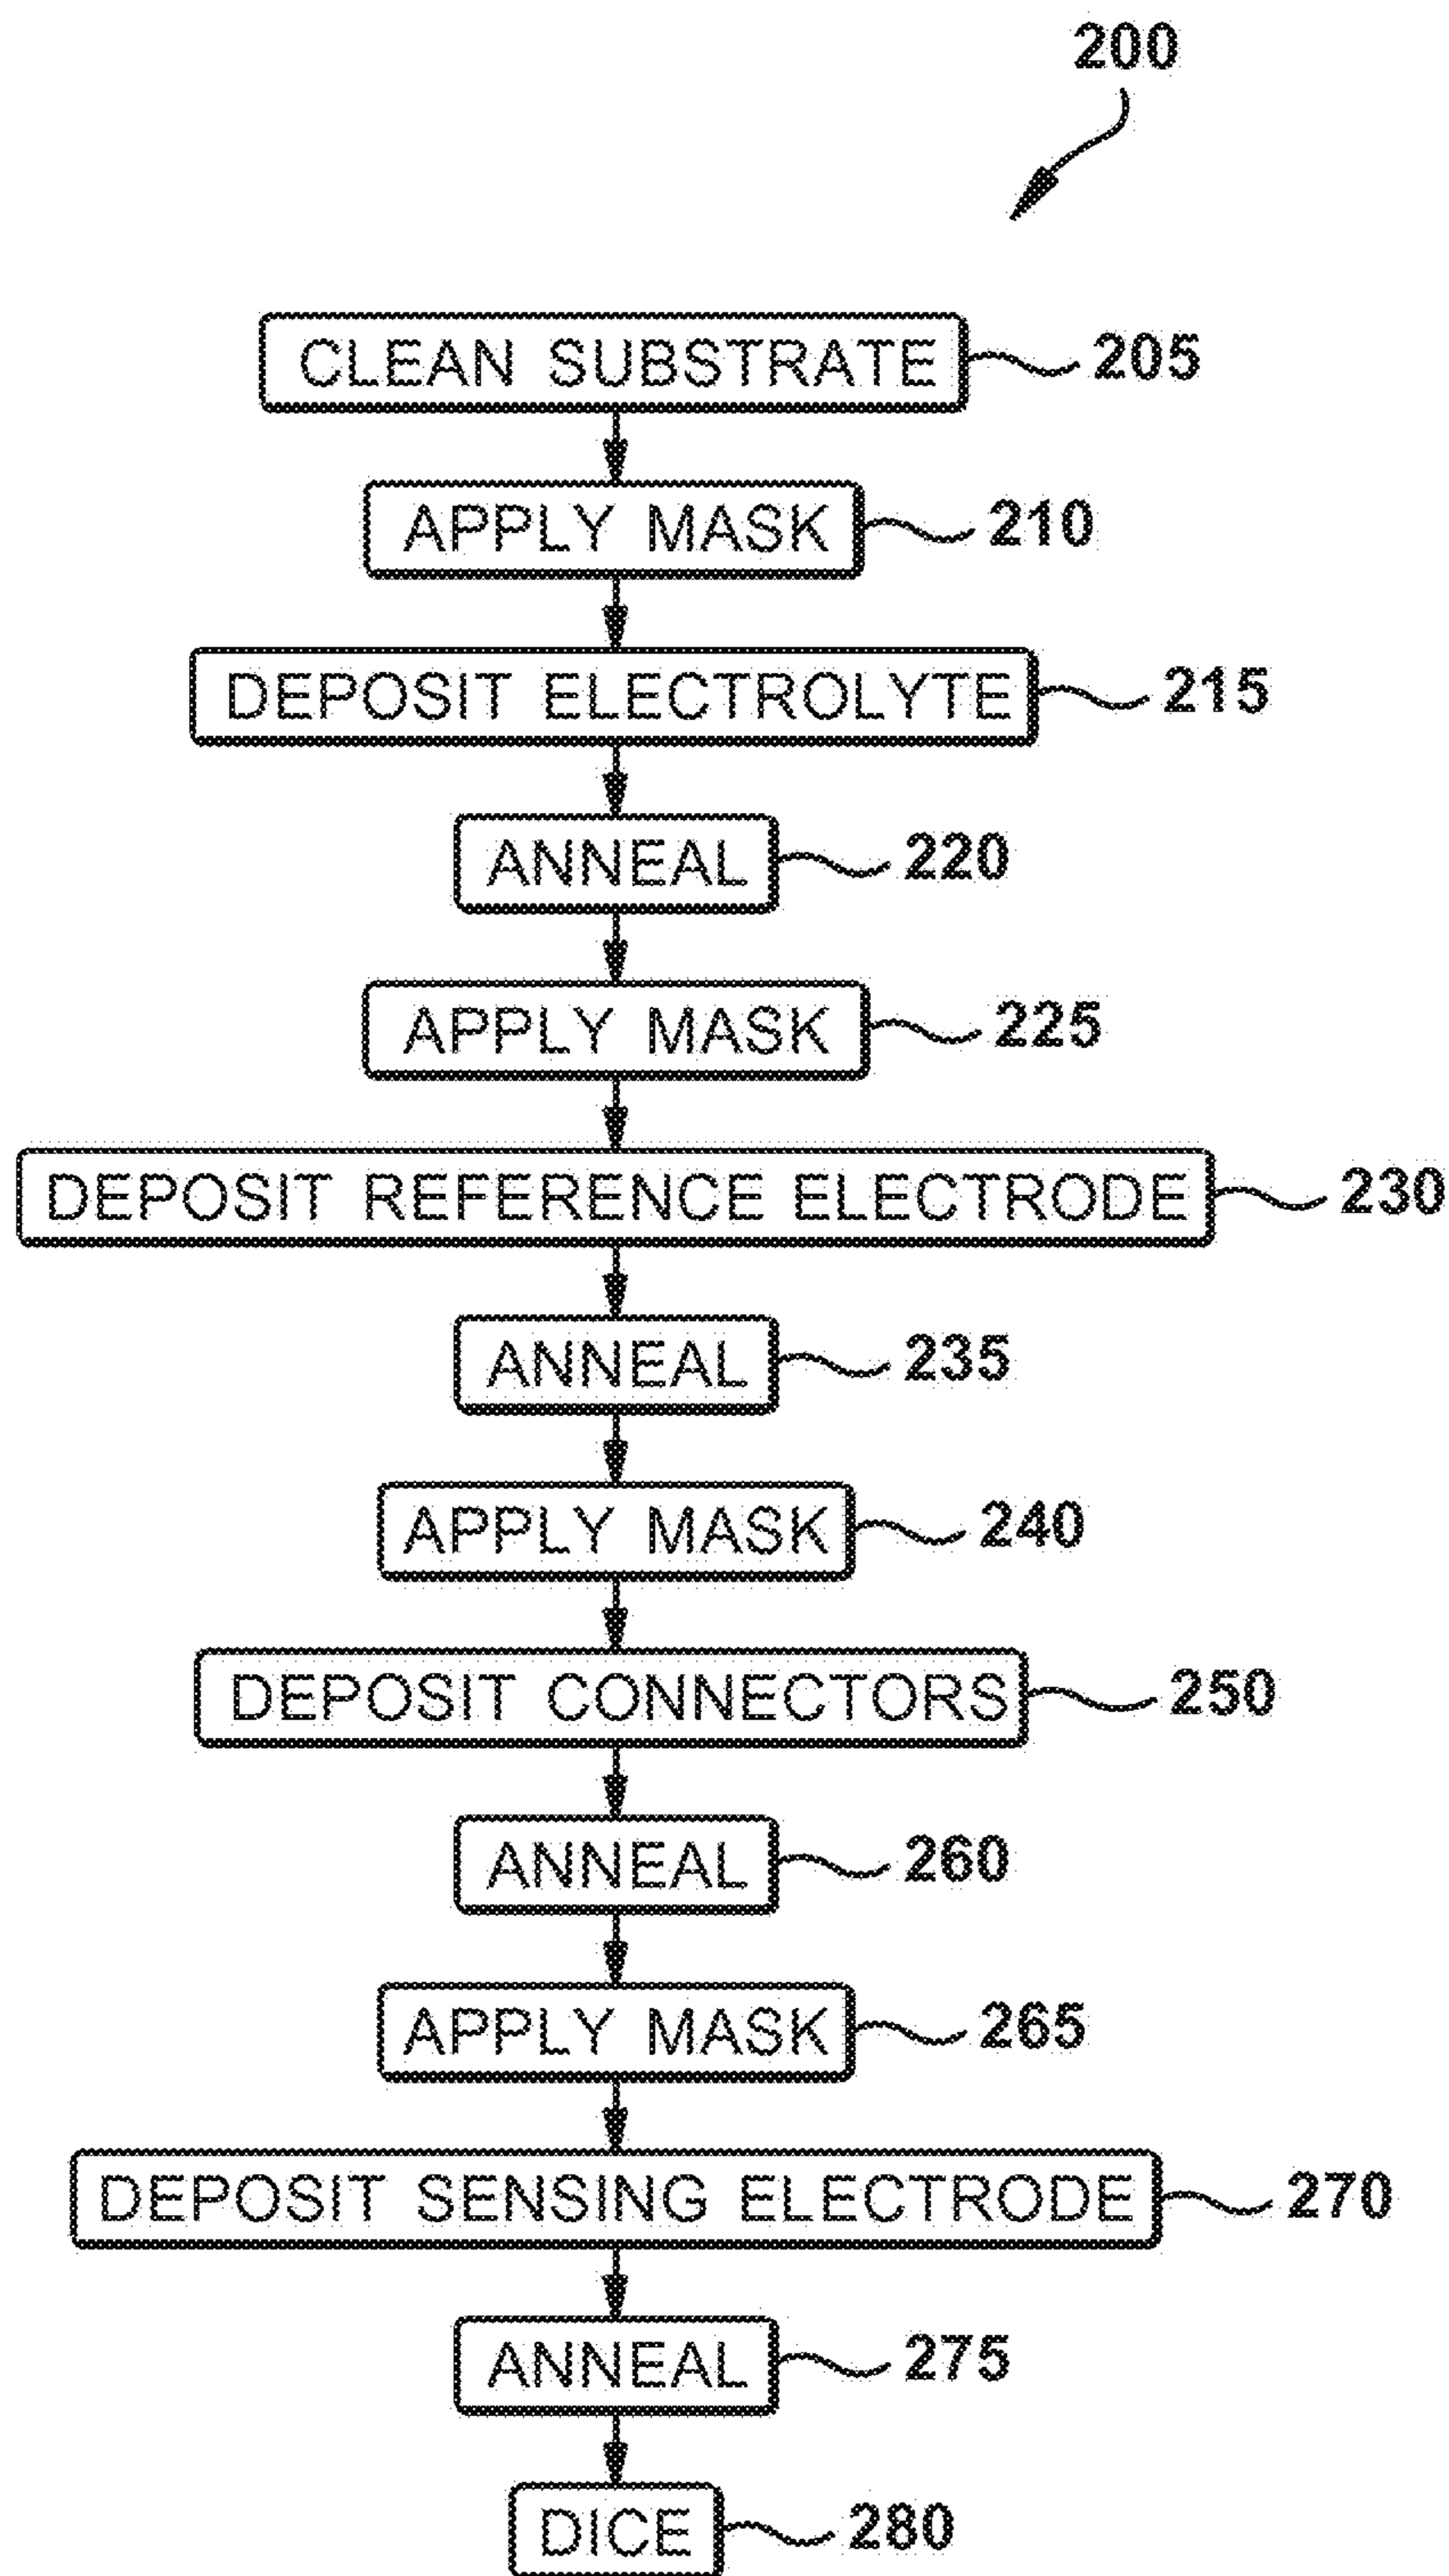 200
CLEAN SUBSTRATE 205
APPLY MASK 210
DEPOSIT ELECTROLYTE 215
ANNEAL 220
APPLY MASK 225
DEPOSIT REFERENCE ELECTRODE 230
ANNEAL 235
APPLY MASK 240
DEPOSIT CONNECTORS 250
ANNEAL 260
APPLY MASK 265
DEPOSIT SENSING ELECTRODE 270
ANNEAL 275
DICE 280